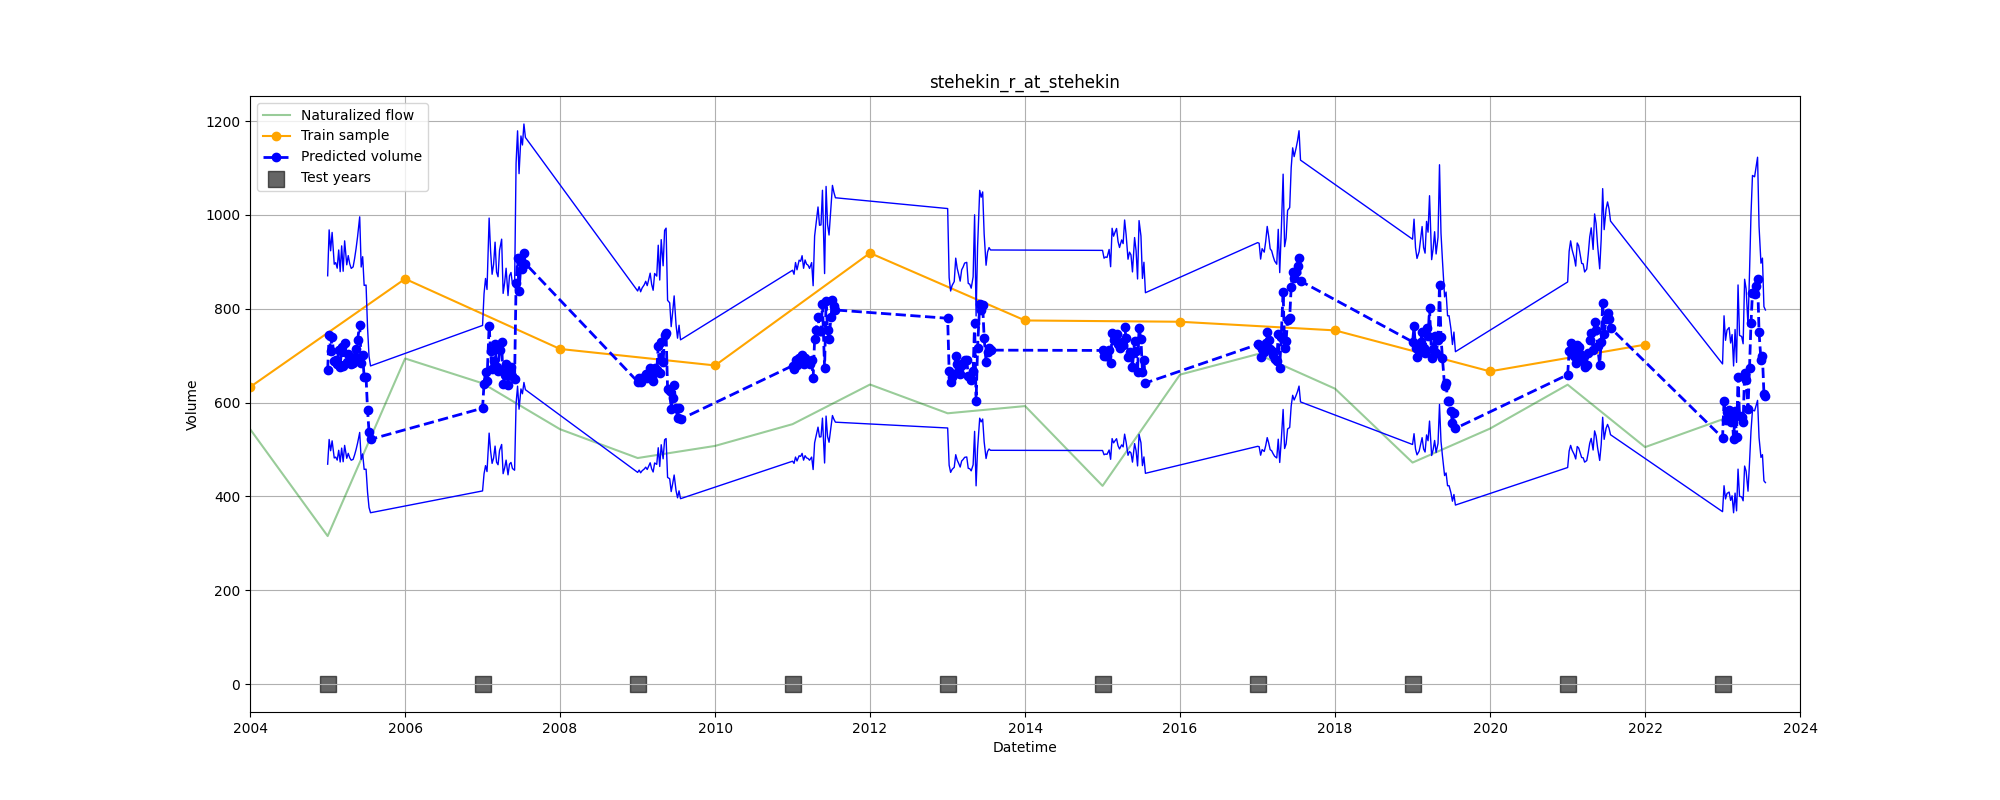 stehekin_r_at_stehekin
Naturalized flow
Train sample
Predicted volume
Test years
1200
1000
800
600
400
200
0
Volume
2004 2006 2008 2010 2012 2014 2016 2018 2020 2022 2024
Datetime